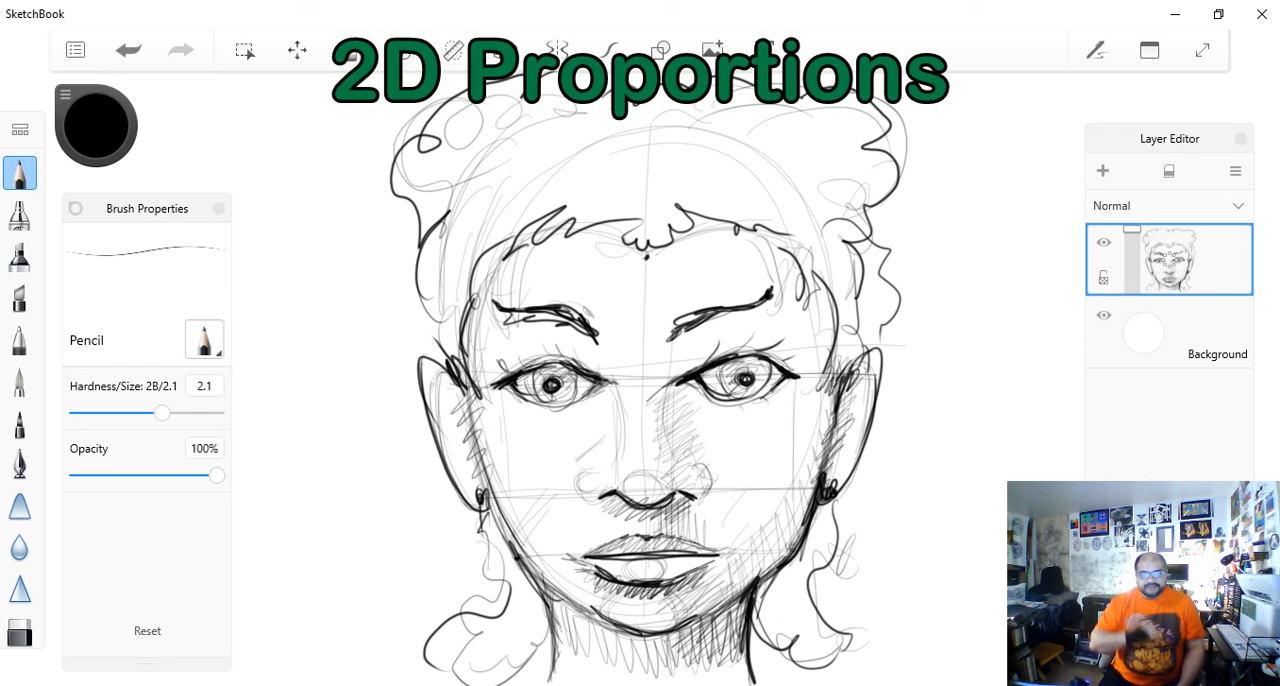 SketchBook
2D Proportions
Layer Editor
Normal
Background
Brush Properties
Pencil
Hardness/Size: 2B/2.1 2.1
Opacity 100%
Reset